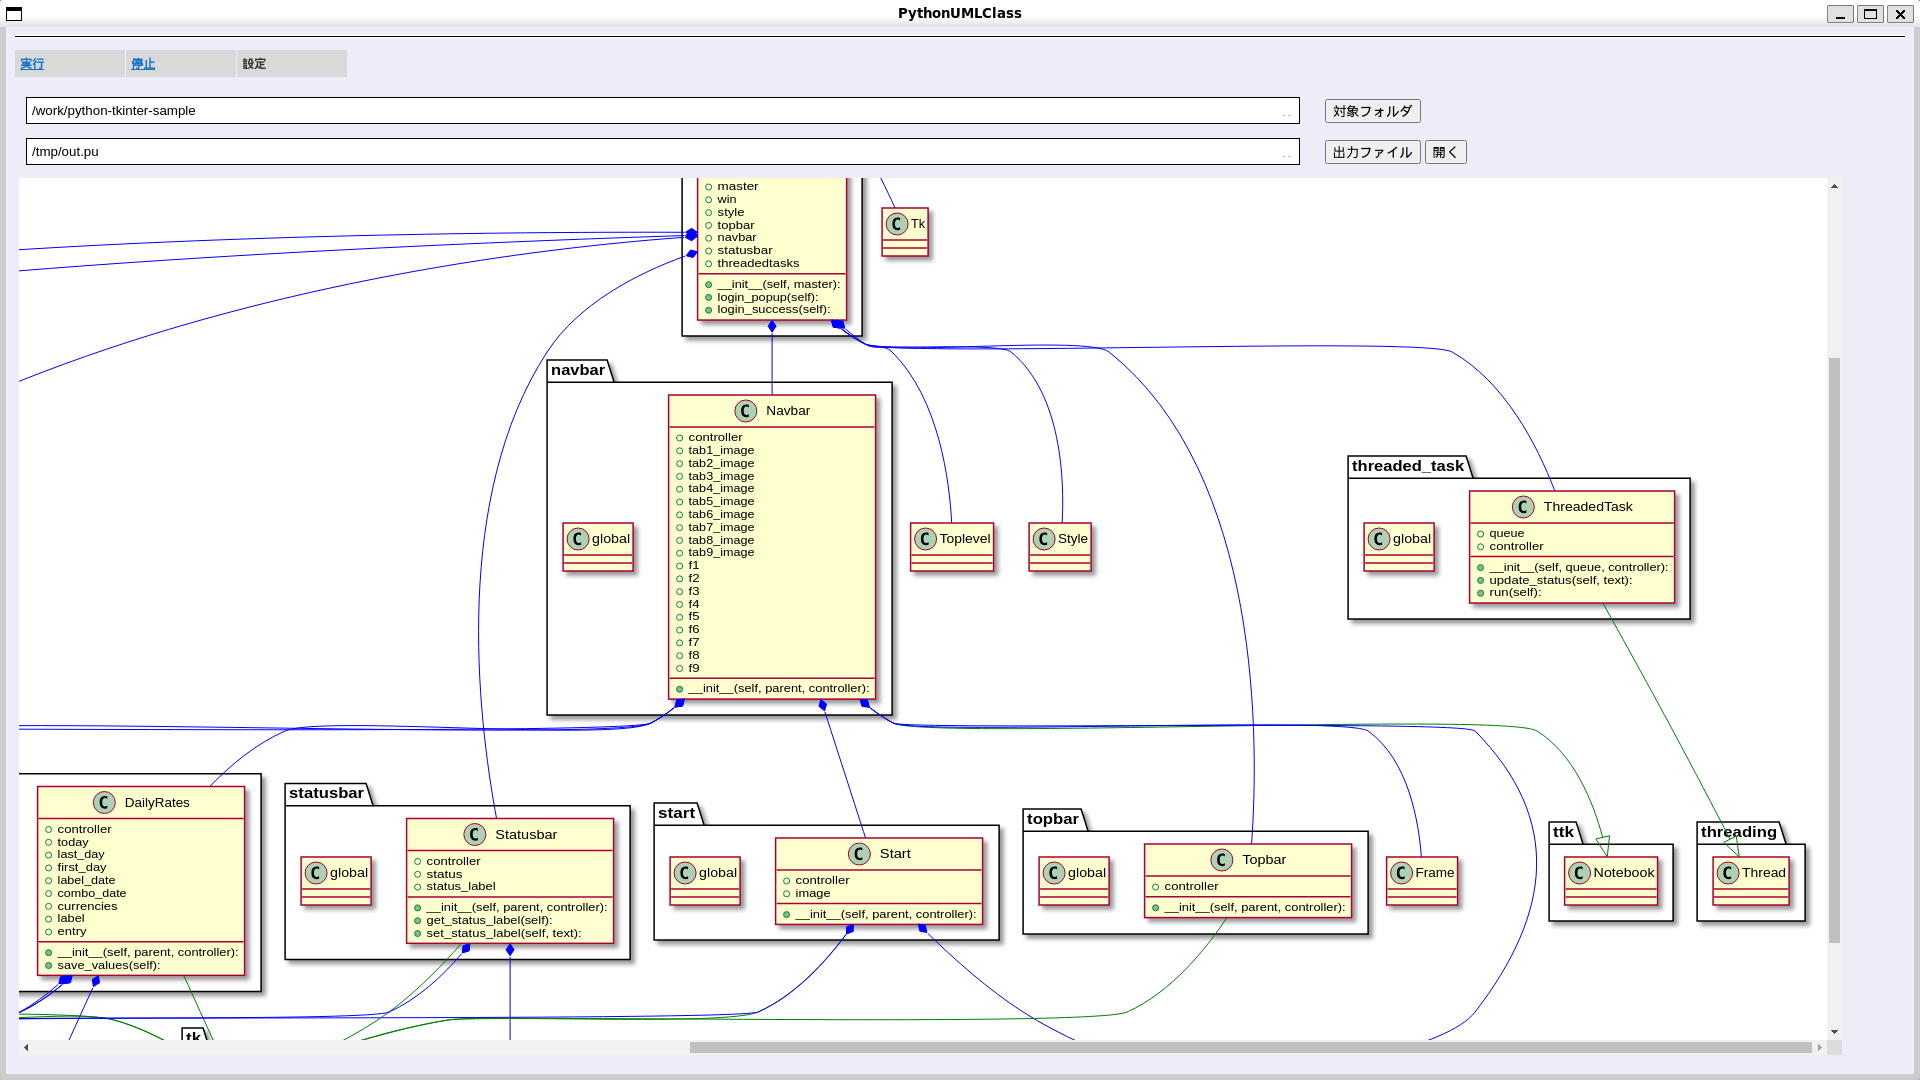 PythonUMLClass
実行 停止 設定
/work/python-tkinter-sample .. 対象フォルダ
/tmp/out.pu .. 出力ファイル 開く
master
win
style
topbar
navbar
statusbar
threadedtasks
__init__(self, master):
login_popup(self):
login_success(self):
C Tk
navbar
C global
C Navbar
controller
tab1_image
tab2_image
tab3_image
tab4_image
tab5_image
tab6_image
tab7_image
tab8_image
tab9_image
f1
f2
f3
f4
f5
f6
f7
f8
f9
__init__(self, parent, controller):
C Toplevel
C Style
threaded_task
C global
C ThreadedTask
queue
controller
__init__(self, queue, controller):
update_status(self, text):
run(self):
C DailyRates
controller
today
last_day
first_day
label_date
combo_date
currencies
label
entry
__init__(self, parent, controller):
save_values(self):
statusbar
C global
C Statusbar
controller
status
status_label
__init__(self, parent, controller):
get_status_label(self):
set_status_label(self, text):
start
C global
C Start
controller
image
__init__(self, parent, controller):
topbar
C global
C Topbar
controller
__init__(self, parent, controller):
C Frame
ttk
C Notebook
threading
C Thread
tk